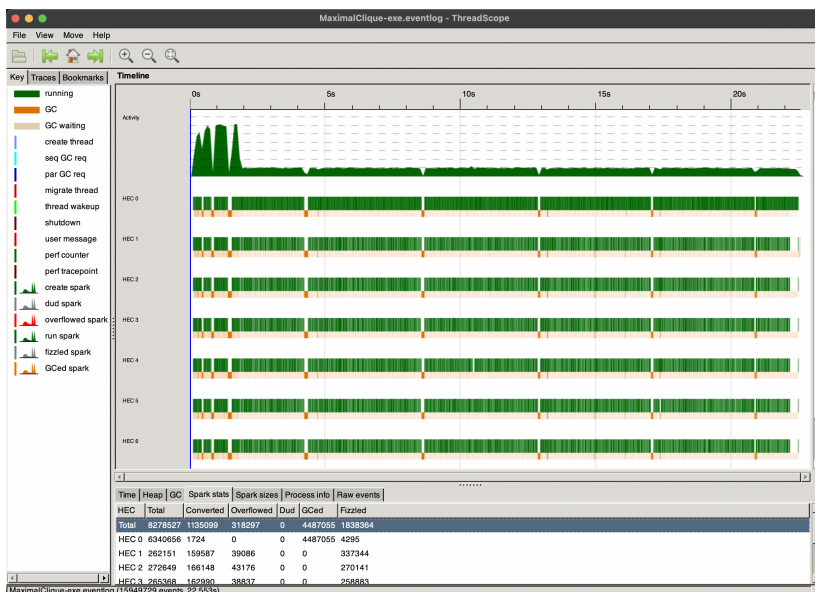 MaximalClique-exe.eventlog - ThreadScope
File View Move Help
Key Traces Bookmarks
running
GC
GC waiting
create thread
seq GC req
par GC req
migrate thread
thread wakeup
shutdown
user message
perf counter
perf tracepoint
create spark
dud spark
overflowed spark
run spark
fizzled spark
GCed spark
Timeline
0s 5s 10s 15s 20s
Activity
HEC 0
HEC 1
HEC 2
HEC 3
HEC 4
HEC 5
HEC 6
Time Heap GC Spark stats Spark sizes Process info Raw events
HEC Total Converted Overflowed Dud GCed Fizzled
Total 8278527 1135099 318297 0 4487055 1838364
HEC 0 6340656 1724 0 0 4487055 4295
HEC 1 262151 159587 39086 0 0 337344
HEC 2 272649 166148 43176 0 0 270141
HEC 3 265368 162990 38837 0 0 258883
MaximalClique-exe.eventlog (15949729 events, 22.553s)